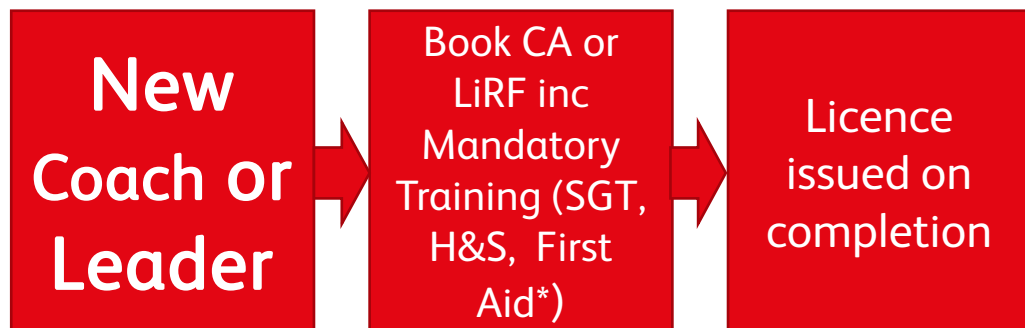 New
Coach or
Leader
Book CA or
LiRF inc
Mandatory
Training (SGT,
H&S, First
Aid*)
Licence
issued on
completion